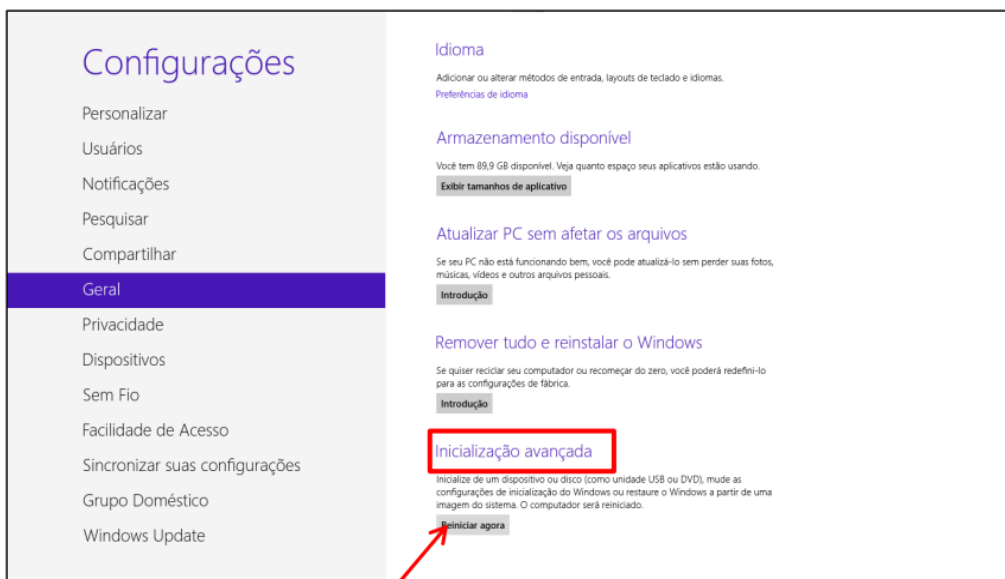 Configurações
Personalizar
Usuários
Notificações
Pesquisar
Compartilhar
Geral
Privacidade
Dispositivos
Sem Fio
Facilidade de Acesso
Sincronizar suas configurações
Grupo Doméstico
Windows Update
Idioma
Adicionar ou alterar métodos de entrada, layouts de teclado e idiomas.
Preferências de idioma
Armazenamento disponível
Você tem 89,9 GB disponível. Veja quanto espaço seus aplicativos estão usando.
Exibir tamanhos de aplicativo
Atualizar PC sem afetar os arquivos
Se seu PC não está funcionando bem, você pode atualizá-lo sem perder suas fotos,
músicas, vídeos e outros arquivos pessoais.
Introdução
Remover tudo e reinstalar o Windows
Se quiser reciclar seu computador ou recomeçar do zero, você poderá redefini-lo
para as configurações de fábrica.
Introdução
Inicialização avançada
Inicialize de um dispositivo ou disco (como unidade USB ou DVD), mude as
configurações de inicialização do Windows ou restaure o Windows a partir de uma
imagem do sistema. O computador será reiniciado.
Reiniciar agora